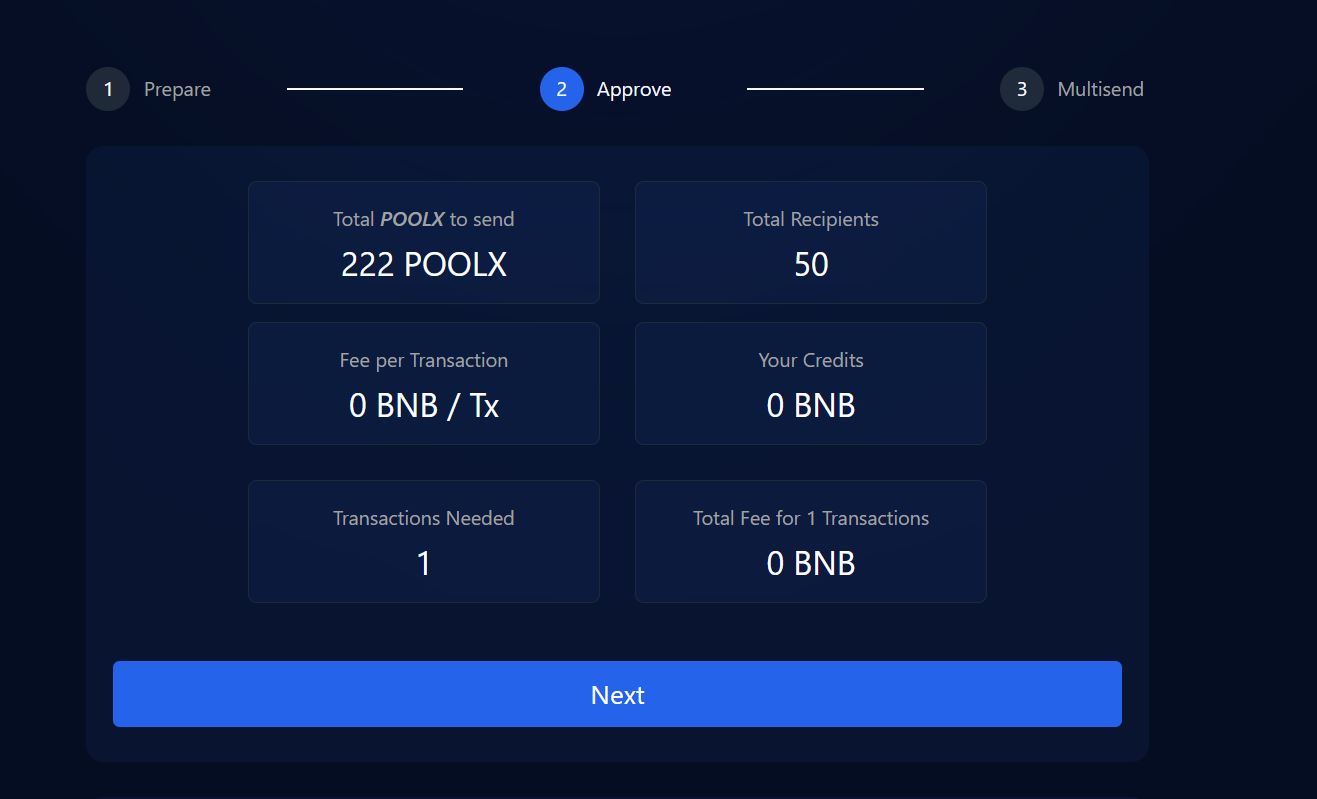 1 Prepare 2 Approve 3 Multisend
Total POOLX to send
222 POOLX
Total Recipients
50
Fee per Transaction
0 BNB / Tx
Your Credits
0 BNB
Transactions Needed
1
Total Fee for 1 Transactions
0 BNB
Next